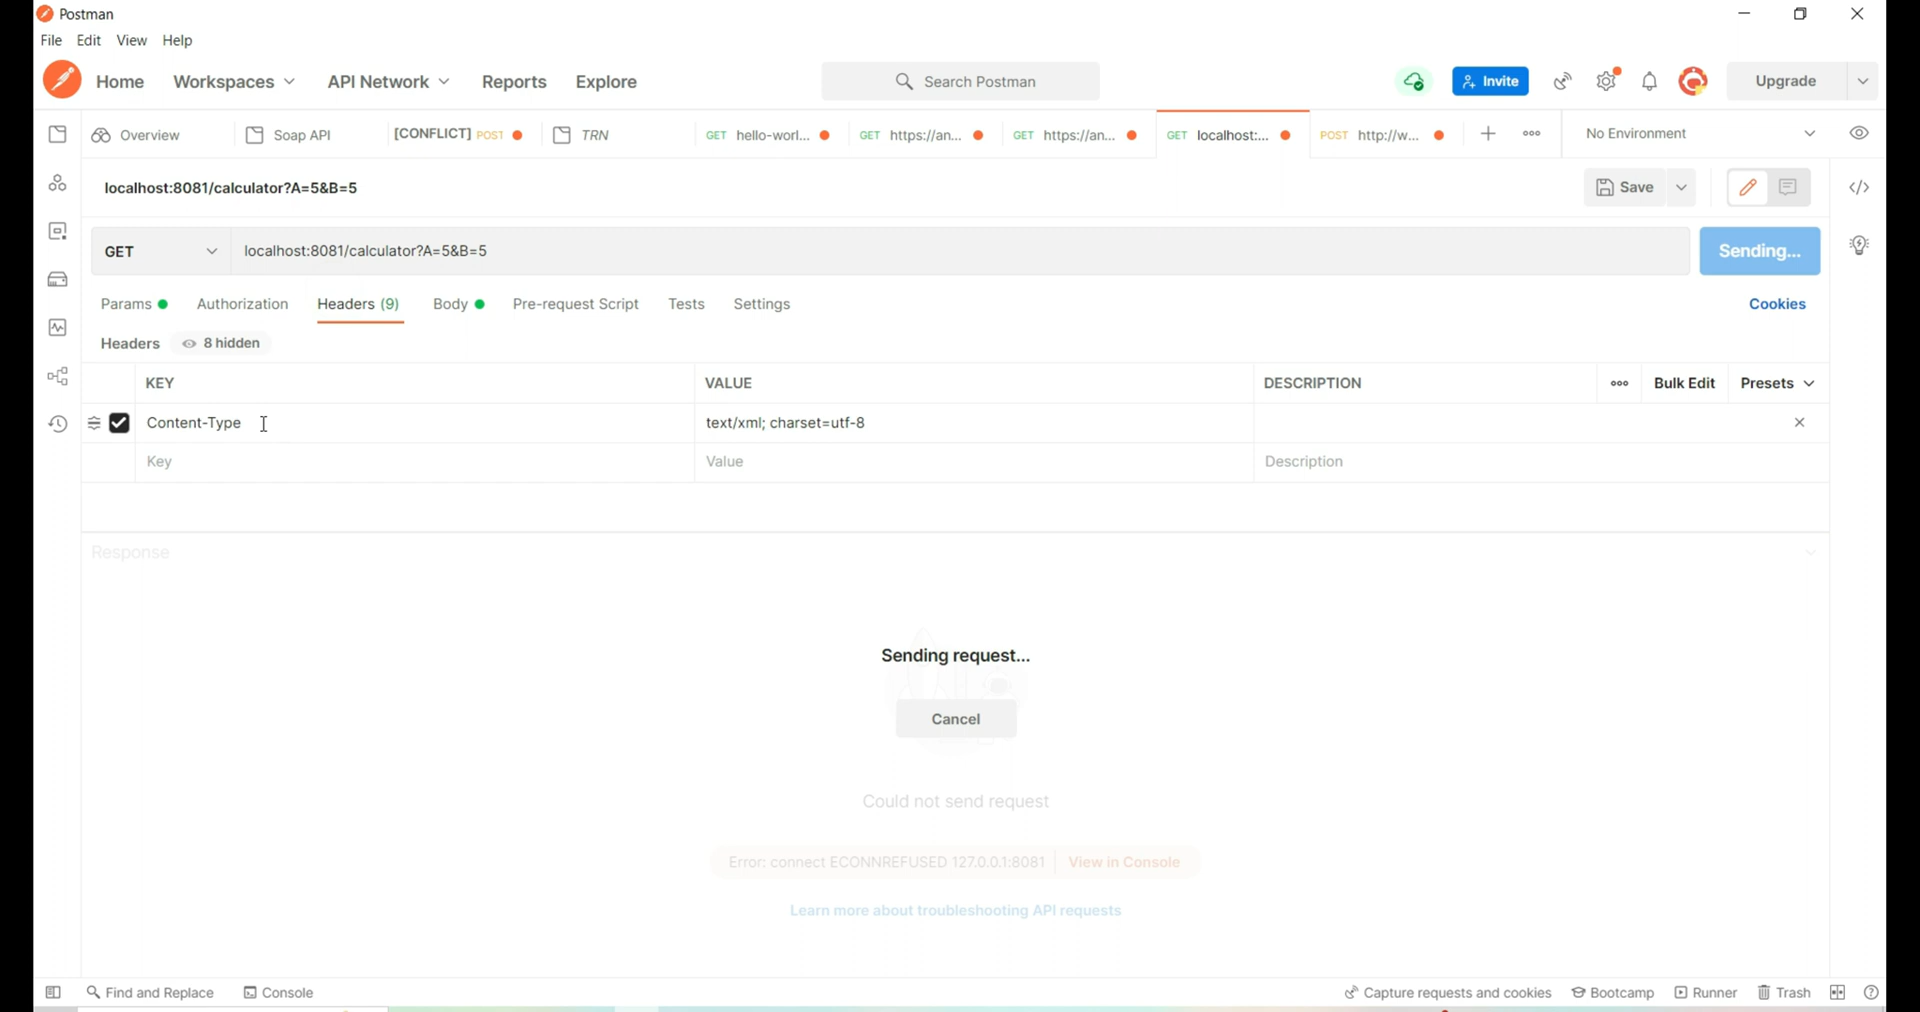 Postman
File Edit View Help
Home Workspaces API Network Reports Explore Search Postman Invite Upgrade
Overview Soap API [CONFLICT] POST TRN GET hello-worl... GET https://an... GET https://an... GET localhost:... POST http://w... No Environment
localhost:8081/calculator?A=5&B=5 Save
GET localhost:8081/calculator?A=5&B=5 Sending...
Params Authorization Headers (9) Body Pre-request Script Tests Settings Cookies
Headers 8 hidden
KEY VALUE DESCRIPTION Bulk Edit Presets
Content-Type text/xml; charset=utf-8
Key Value Description
Response
Sending request...
Cancel
Could not send request
Error: connect ECONNREFUSED 127.0.0.1:8081 View in Console
Learn more about troubleshooting API requests
Find and Replace Console Capture requests and cookies Bootcamp Runner Trash